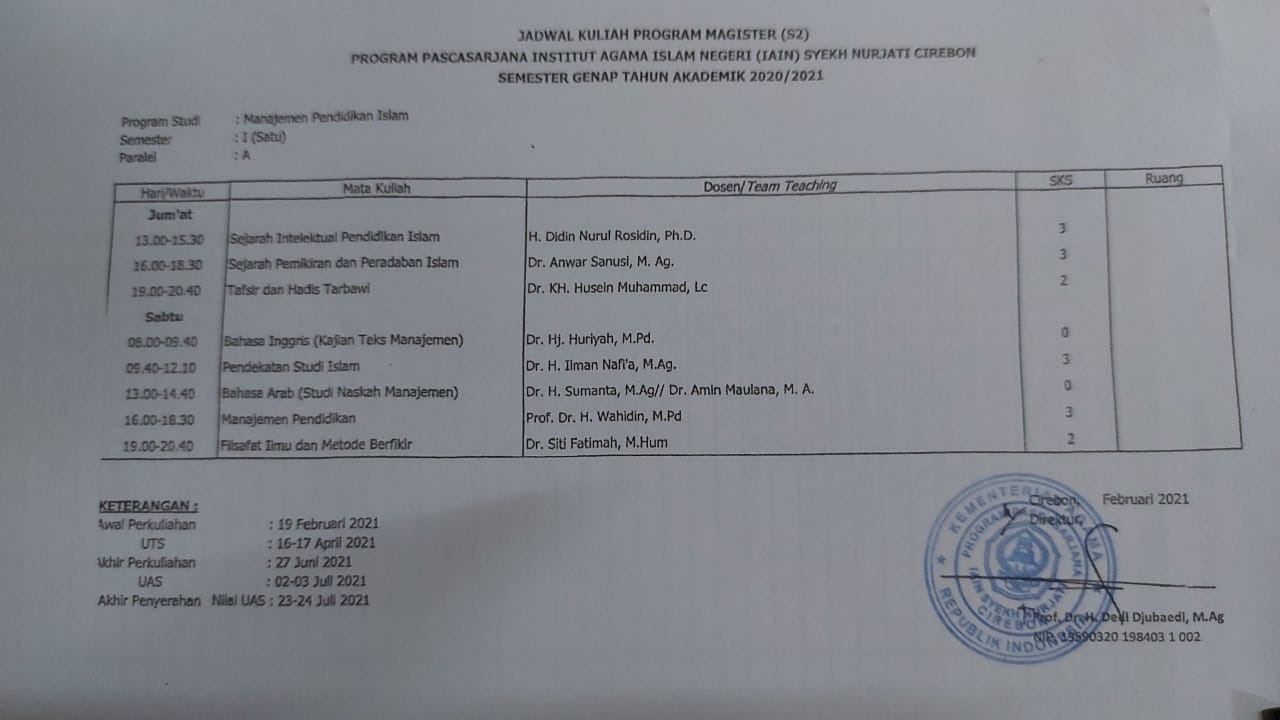 JADWAL KULIAH PROGRAM MAGISTER (S2)
PROGRAM PASCASARJANA INSTITUT AGAMA ISLAM NEGERI (IAIN) SYEKH NURJATI CIREBON
SEMESTER GENAP TAHUN AKADEMIK 2020/2021
Program Studi : Manajemen Pendidikan Islam
Semester : I (Satu)
Paralel : A
Hari/Waktu Mata Kuliah Dosen/Team Teaching SKS Ruang
Jum'at
13.00-15.30 Sejarah Intelektual Pendidikan Islam H. Didin Nurul Rosidin, Ph.D. 3
16.00-18.30 Sejarah Pemikiran dan Peradaban Islam Dr. Anwar Sanusi, M. Ag. 3
19.00-20.40 Tafsir dan Hadis Tarbawi Dr. KH. Husein Muhammad, Lc 2
Sabtu
08.00-09.40 Bahasa Inggris (Kajian Teks Manajemen) Dr. Hj. Huriyah, M.Pd. 0
09.40-12.10 Pendekatan Studi Islam Dr. H. Ilman Nafi'a, M.Ag. 3
13.00-14.40 Bahasa Arab (Studi Naskah Manajemen) Dr. H. Sumanta, M.Ag// Dr. Amin Maulana, M. A. 0
16.00-18.30 Manajemen Pendidikan Prof. Dr. H. Wahidin, M.Pd 3
19.00-20.40 Filsafat Ilmu dan Metode Berfikir Dr. Siti Fatimah, M.Hum 2
KETERANGAN :
Awal Perkuliahan : 19 Februari 2021
UTS : 16-17 April 2021
Akhir Perkuliahan : 27 Juni 2021
UAS : 02-03 Juli 2021
Akhir Penyerahan Nilai UAS : 23-24 Juli 2021
Cirebon, Februari 2021
Direktur
KEMENTERIAN AGAMA
PROGRAM PASCASARJANA
IAIN SYEKH NURJATI
CIREBON
REPUBLIK INDONESIA
Prof. Dr. H. Dedi Djubaedi, M.Ag
NIP. 19590320 198403 1 002